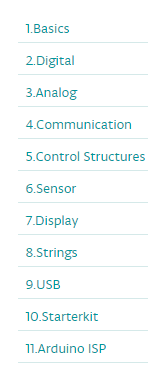 1.Basics
2.Digital
3.Analog
4.Communication
5.Control Structures
6.Sensor
7.Display
8.Strings
9.USB
10.Starterkit
11.Arduino ISP